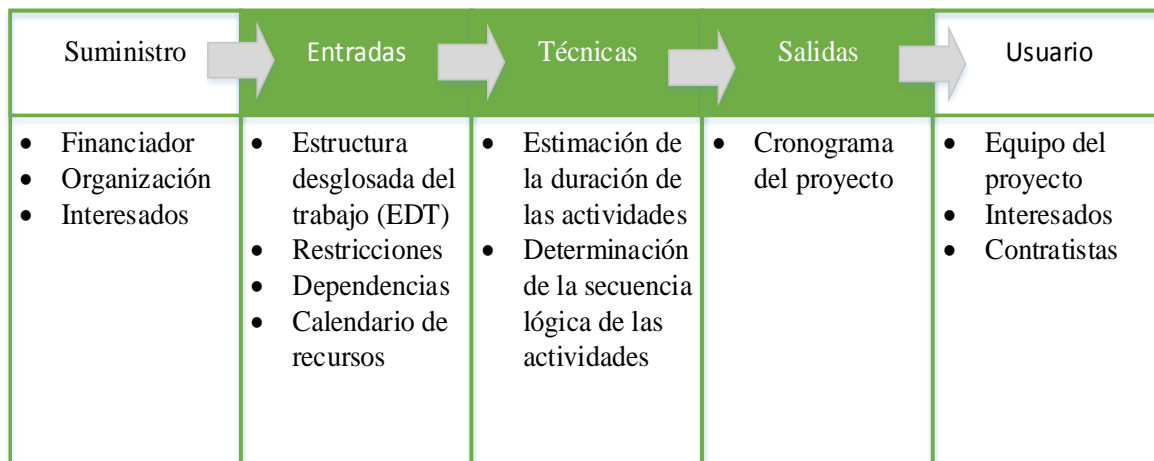 Suministro
Entradas
Técnicas
Salidas
Usuario
• Financiador
• Organización
• Interesados
• Estructura
desglosada del
trabajo (EDT)
• Restricciones
• Dependencias
• Calendario de
recursos
• Estimación de
la duración de
las actividades
• Determinación
de la secuencia
lógica de las
actividades
• Cronograma
del proyecto
• Equipo del
proyecto
• Interesados
• Contratistas